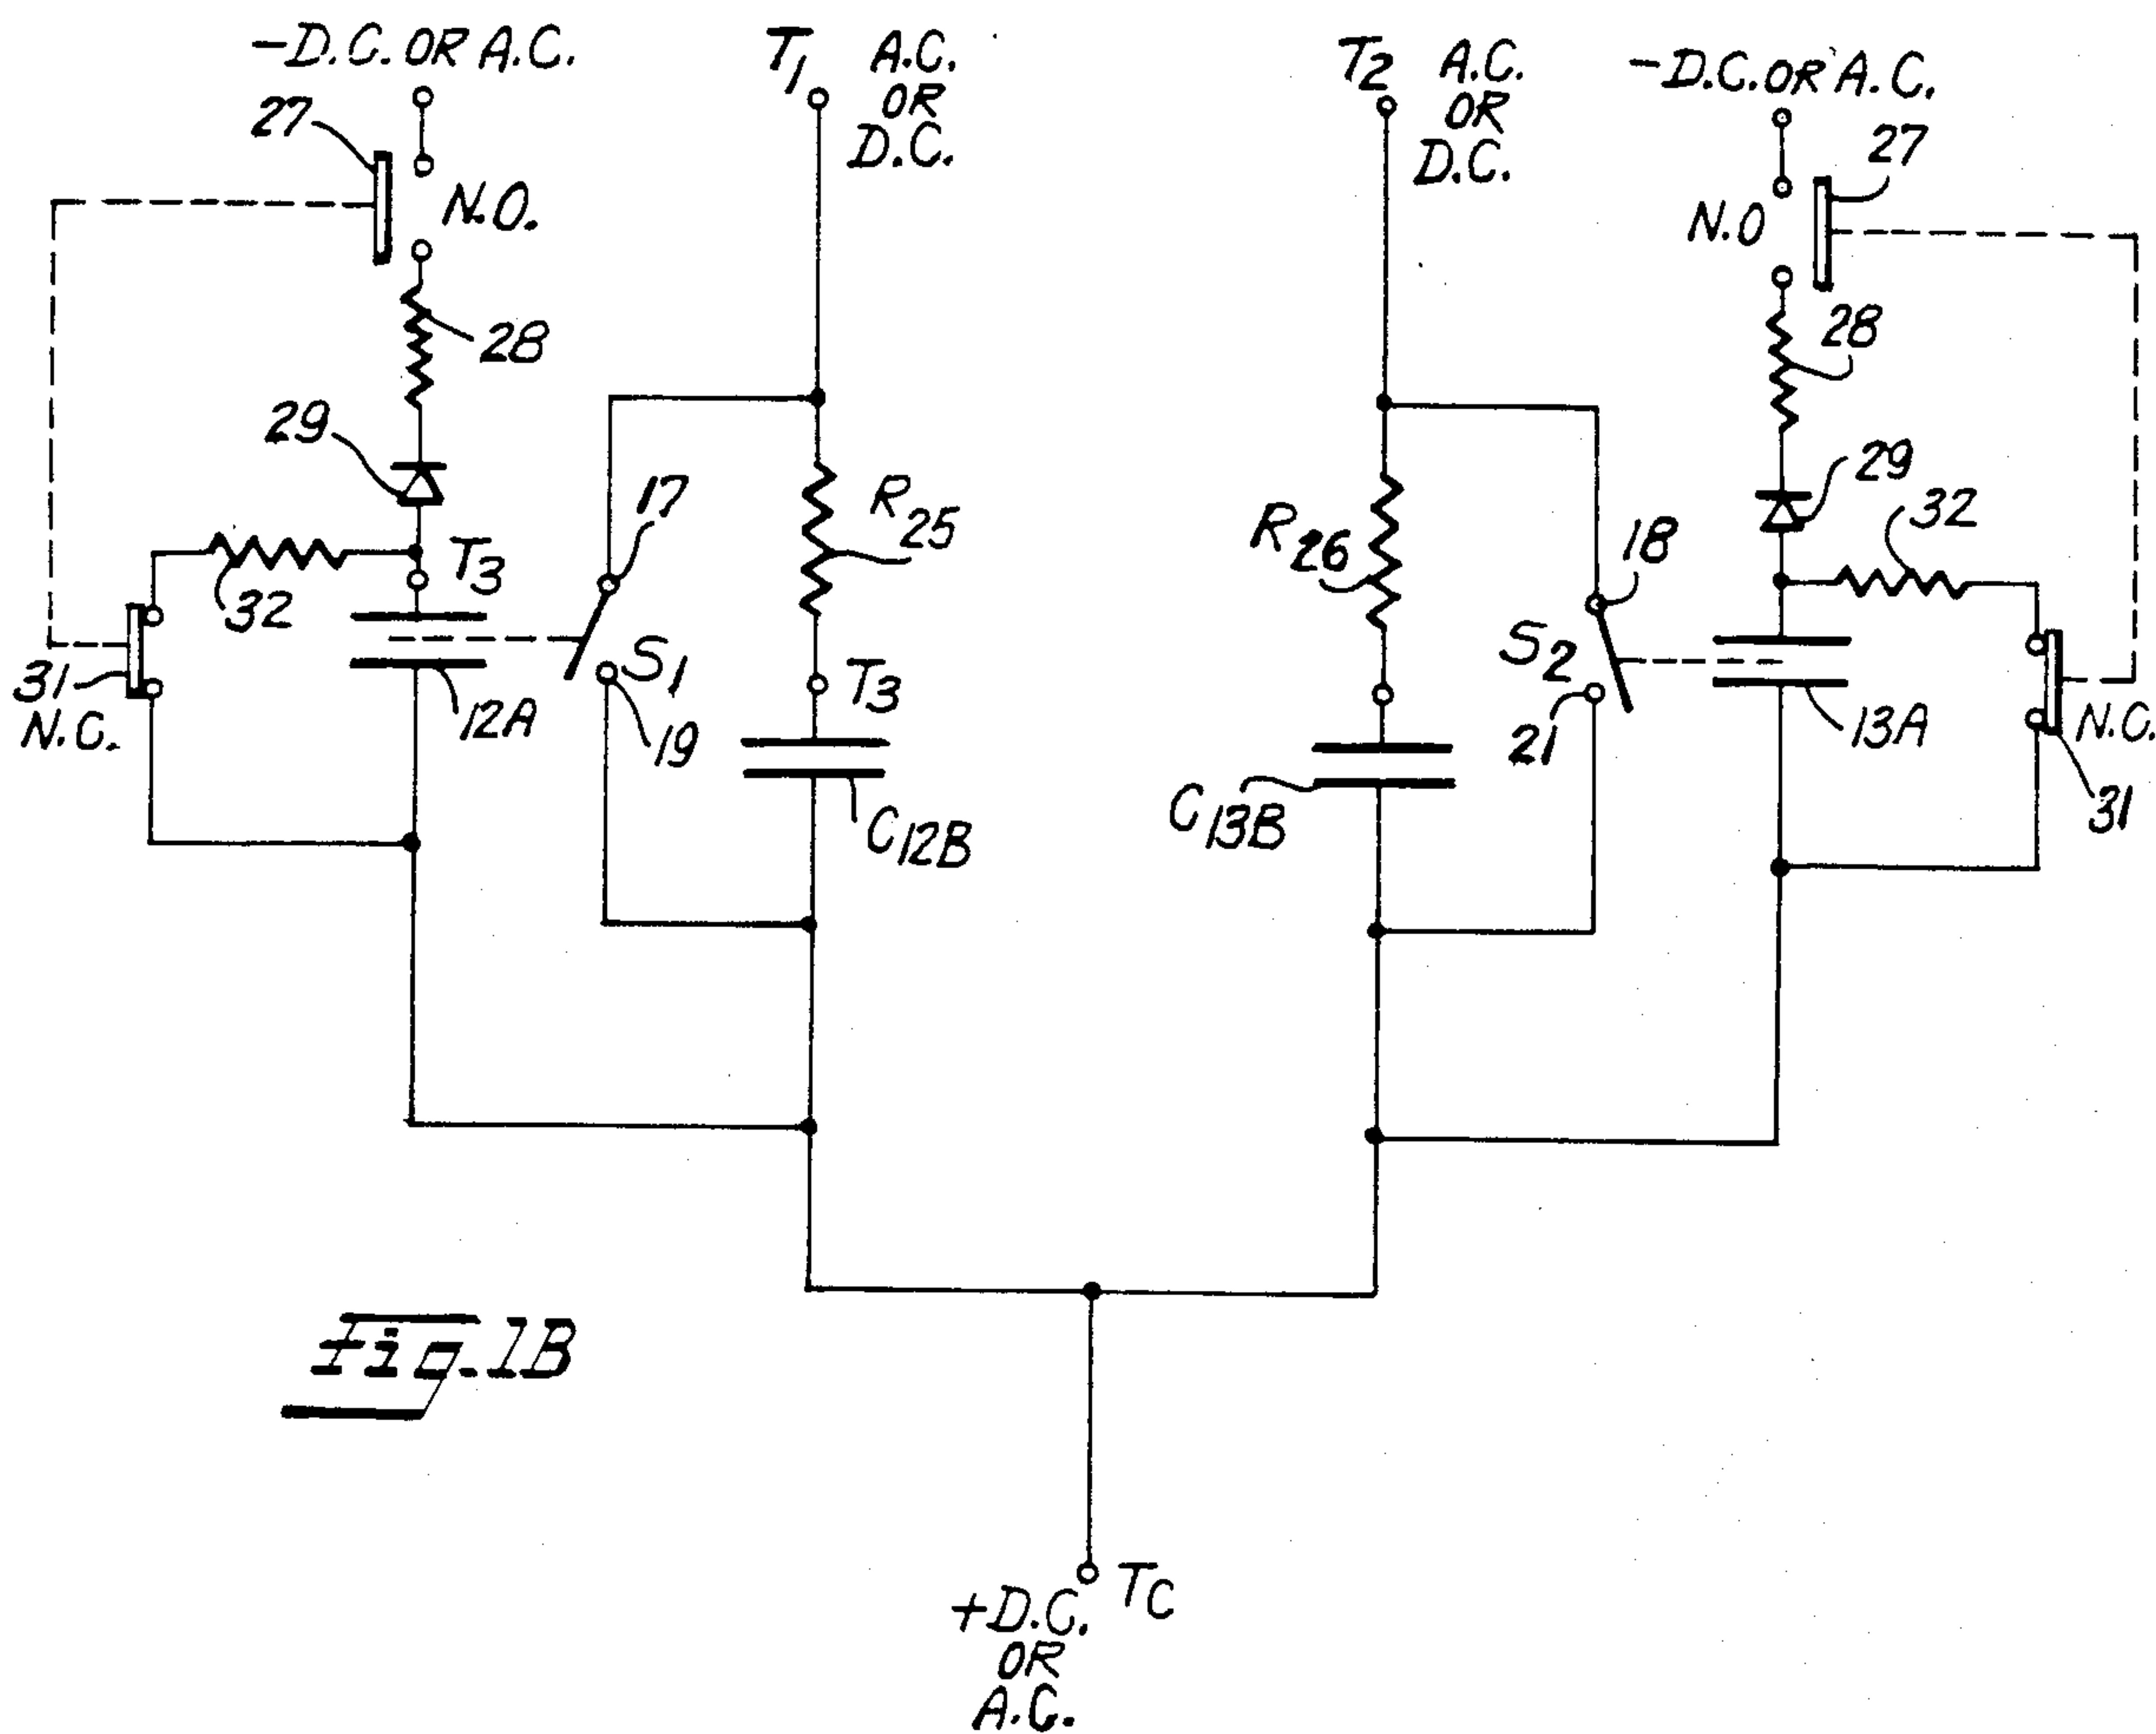 -D.C. OR A.C.
T1 A.C. OR D.C.
T2 A.C. OR D.C.
-D.C. OR A.C.
27
N.O.
27
N.O
28
28
29
29
17
R25
R26
18
32
T3
32
31
N.C.
12A
S1
19
T3
C12B
S2
21
C13B
13A
N.C.
31
Fig. 1B
TC
+D.C.
OR
A.C.